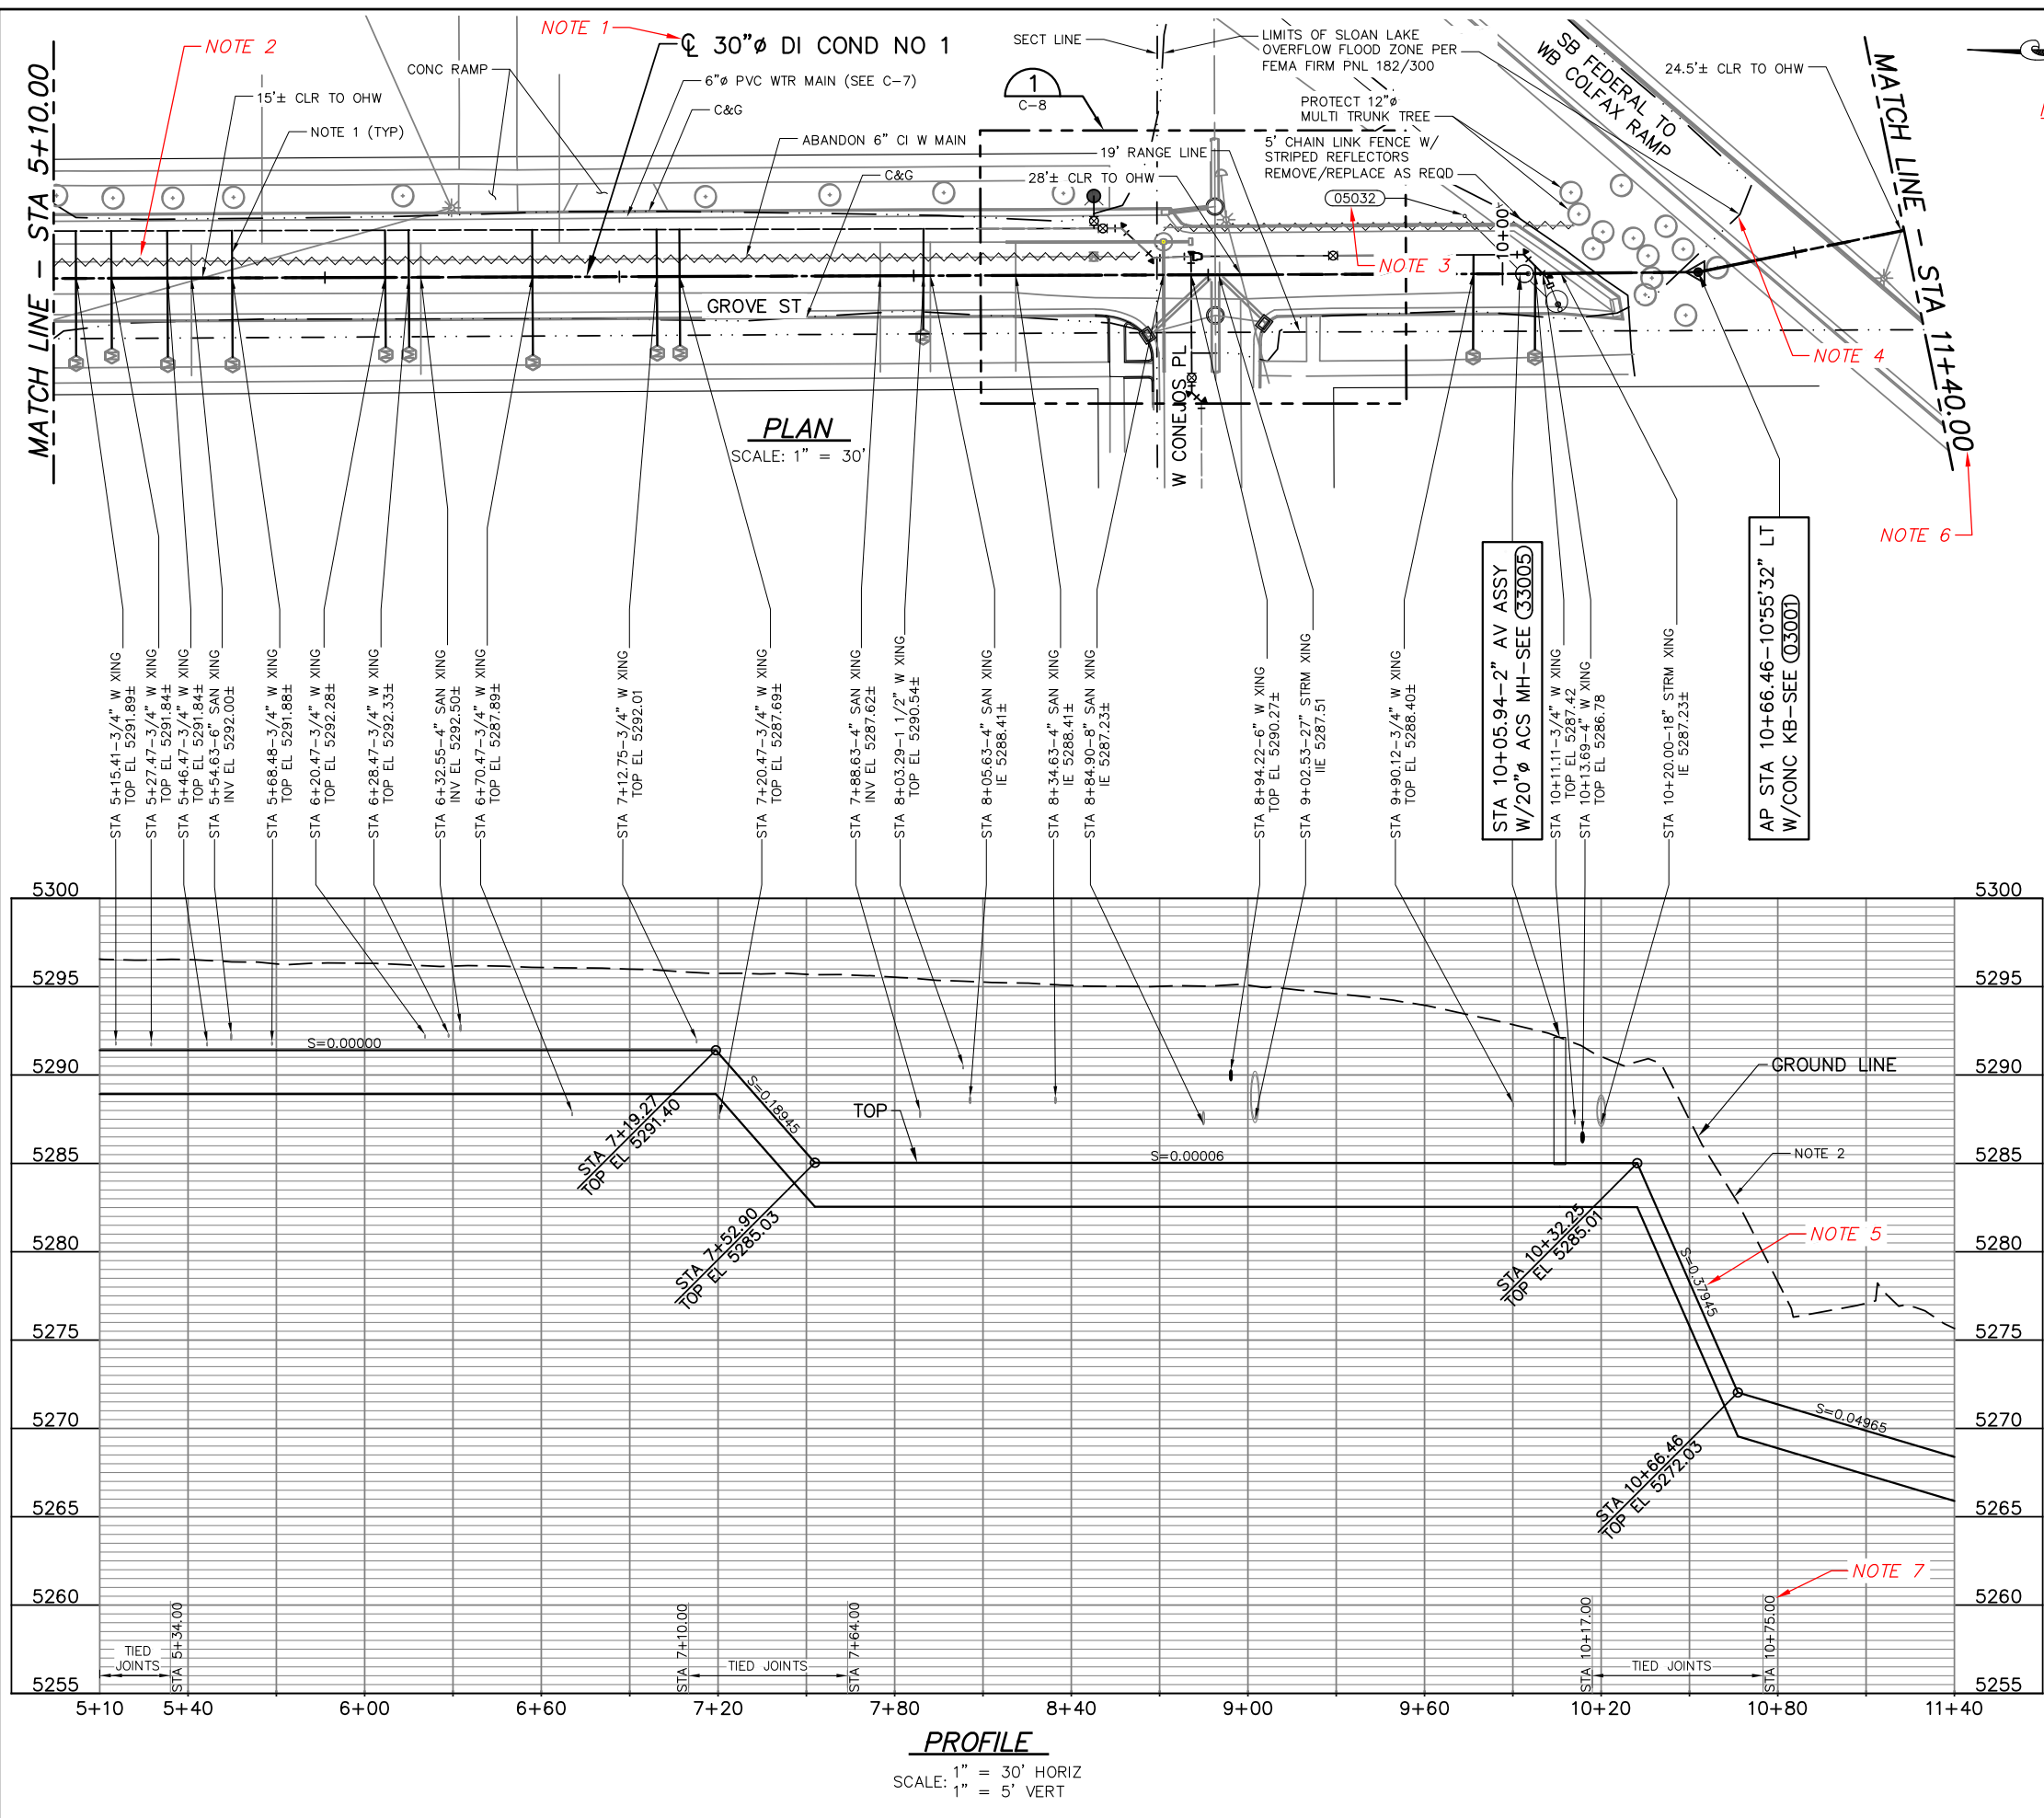 NOTE 1
NOTE 2
℄ 30"ø DI COND NO 1
CONC RAMP
6"ø PVC WTR MAIN (SEE C-7)
15'± CLR TO OHW
C&G
NOTE 1 (TYP)
ABANDON 6" CI W MAIN
C&G
SECT LINE
1
C-8
LIMITS OF SLOAN LAKE
OVERFLOW FLOOD ZONE PER
FEMA FIRM PNL 182/300
PROTECT 12"ø
MULTI TRUNK TREE
19' RANGE LINE
28'± CLR TO OHW
5' CHAIN LINK FENCE W/
STRIPED REFLECTORS
REMOVE/REPLACE AS REQD
05032
NOTE 3
10+00
SB FEDERAL TO
WB COLFAX RAMP
24.5'± CLR TO OHW
MATCH LINE - STA 5+10.00
MATCH LINE - STA 11+40.00
GROVE ST
W CONEJOS PL
NOTE 4
NOTE 6
PLAN
SCALE: 1" = 30'
STA 5+15.41-3/4" W XING
TOP EL 5291.89±
STA 5+27.47-3/4" W XING
TOP EL 5291.84±
STA 5+46.47-3/4" W XING
TOP EL 5291.84±
STA 5+54.63-6" SAN XING
INV EL 5292.00±
STA 5+68.48-3/4" W XING
TOP EL 5291.88±
STA 6+20.47-3/4" W XING
TOP EL 5292.28±
STA 6+28.47-3/4" W XING
TOP EL 5292.33±
STA 6+32.55-4" SAN XING
INV EL 5292.50±
STA 6+70.47-3/4" W XING
TOP EL 5287.89±
STA 7+12.75-3/4" W XING
TOP EL 5292.01
STA 7+20.47-3/4" W XING
TOP EL 5287.69±
STA 7+88.63-4" SAN XING
INV EL 5287.62±
STA 8+03.29-1 1/2" W XING
TOP EL 5290.54±
STA 8+05.63-4" SAN XING
IE 5288.41±
STA 8+34.63-4" SAN XING
IE 5288.41±
STA 8+84.90-8" SAN XING
IE 5287.23±
STA 8+94.22-6" W XING
TOP EL 5290.27±
STA 9+02.53-27" STRM XING
IIE 5287.51
STA 9+90.12-3/4" W XING
TOP EL 5288.40±
STA 10+05.94-2" AV ASSY
W/20"ø ACS MH-SEE 33005
STA 10+11.11-3/4" W XING
TOP EL 5287.42
STA 10+13.69-4" W XING
TOP EL 5286.78
STA 10+20.00-18" STRM XING
IE 5287.23±
AP STA 10+66.46-10°55'32" LT
W/CONC KB-SEE 03001
5300
5295
5290
5285
5280
5275
5270
5265
5260
5255
5300
5295
5290
5285
5280
5275
5270
5265
5260
5255
S=0.00000
STA 7+19.27
TOP EL 5291.40
S=0.18945
TOP
STA 7+52.90
TOP EL 5285.03
S=0.00006
STA 10+32.25
TOP EL 5285.01
GROUND LINE
NOTE 2
NOTE 5
S=0.37945
STA 10+66.46
TOP EL 5272.03
S=0.04965
NOTE 7
TIED
JOINTS
STA 5+34.00
STA 7+10.00
TIED JOINTS
STA 7+64.00
STA 10+17.00
TIED JOINTS
STA 10+75.00
5+10 5+40 6+00 6+60 7+20 7+80 8+40 9+00 9+60 10+20 10+80 11+40
PROFILE
SCALE: 1" = 30' HORIZ
1" = 5' VERT